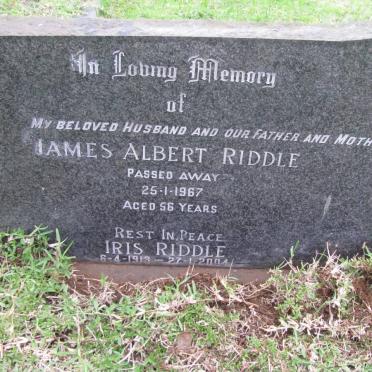 In Loving Memory
of
My Beloved Husband and our Father and Moth
JAMES ALBERT RIDDLE
Passed Away
25-1-1967
Aged 56 Years
Rest In Peace
IRIS RIDDLE
6-4-1913 - 27-1-2004